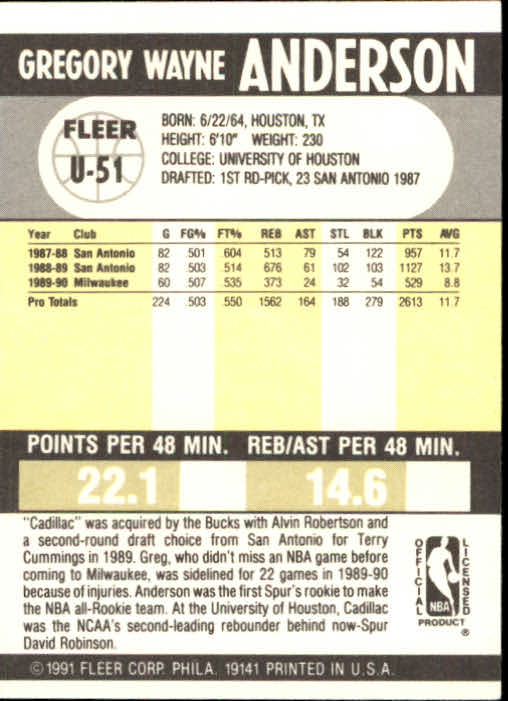 GREGORY WAYNE ANDERSON
FLEER
U-51
BORN: 6/22/64, HOUSTON, TX
HEIGHT: 6'10" WEIGHT: 230
COLLEGE: UNIVERSITY OF HOUSTON
DRAFTED: 1ST RD-PICK, 23 SAN ANTONIO 1987
Year Club G FG% FT% REB AST STL BLK PTS AVG
1987-88 San Antonio 82 .501 .604 513 79 54 122 957 11.7
1988-89 San Antonio 82 .503 .514 676 61 102 103 1127 13.7
1989-90 Milwaukee 60 .507 .535 373 24 32 54 529 8.8
Pro Totals 224 .503 .550 1562 164 188 279 2613 11.7
POINTS PER 48 MIN. REB/AST PER 48 MIN.
22.1 14.6
"Cadillac" was acquired by the Bucks with Alvin Robertson and
a second-round draft choice from San Antonio for Terry
Cummings in 1989. Greg, who didn't miss an NBA game before
coming to Milwaukee, was sidelined for 22 games in 1989-90
because of injuries. Anderson was the first Spur's rookie to make
the NBA all-Rookie team. At the University of Houston, Cadillac
was the NCAA's second-leading rebounder behind now-Spur
David Robinson.
OFFICIAL
LICENSED
NBA
PRODUCT
®
© 1991 FLEER CORP. PHILA. 19141 PRINTED IN U.S.A.